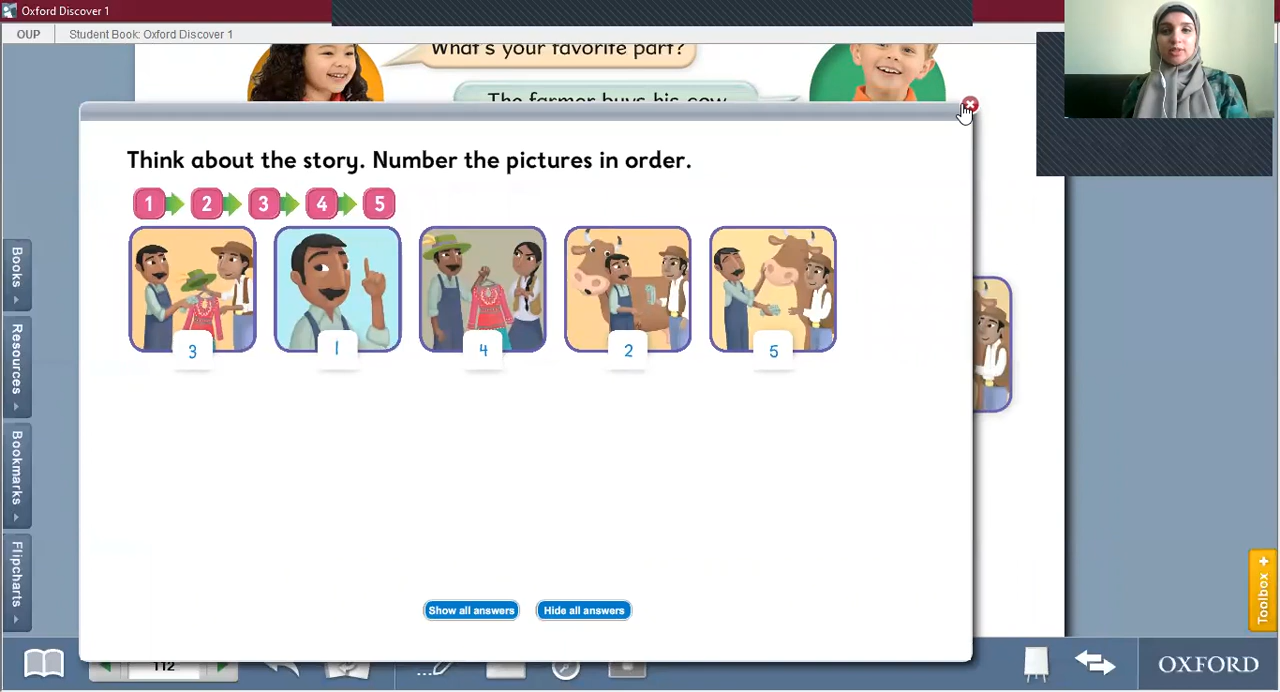 Oxford Discover 1
OUP Student Book: Oxford Discover 1
What's your favorite part?
The farmer buys his cow
Think about the story. Number the pictures in order.
1 2 3 4 5
3 1 4 2 5
Books
Resources
Bookmarks
Flipcharts
Show all answers Hide all answers
Toolbox +
112
OXFORD